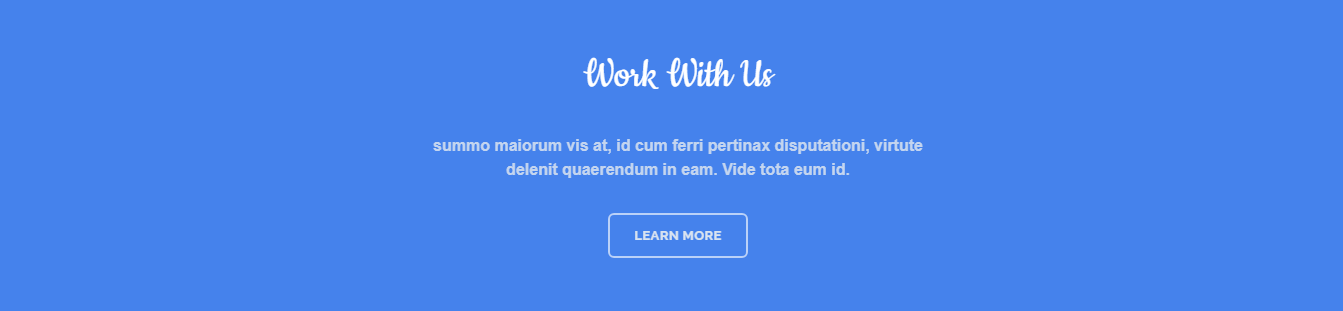 Work With Us
summo maiorum vis at, id cum ferri pertinax disputationi, virtute
delenit quaerendum in eam. Vide tota eum id.
LEARN MORE